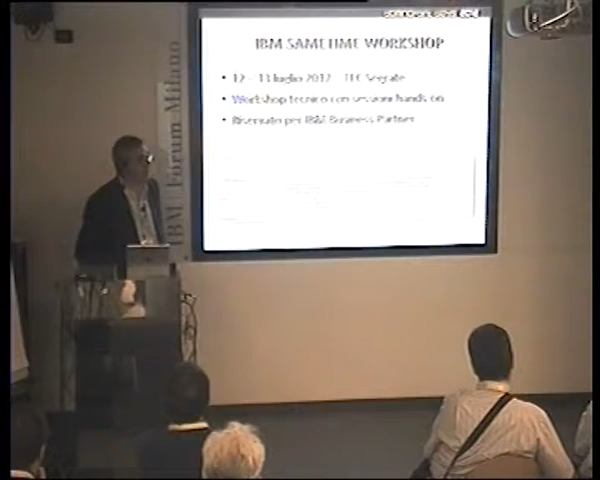 IBM SAMETIME WORKSHOP
• 12 - 13 luglio 2012 - IFC Segrate
• Workshop tecnico con sessioni hands on
• Riservato per IBM Business Partner
IBM Forum Milano